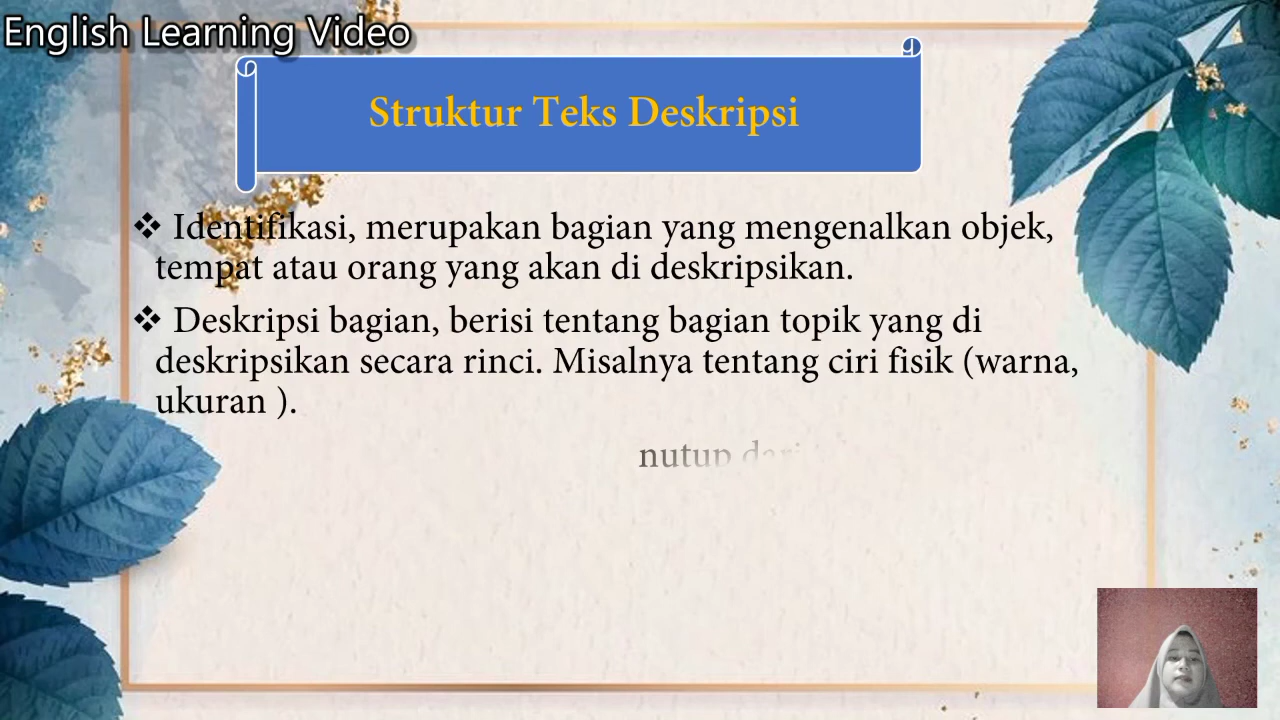 English Learning Video
Struktur Teks Deskripsi
❖ Identifikasi, merupakan bagian yang mengenalkan objek,
tempat atau orang yang akan di deskripsikan.
❖ Deskripsi bagian, berisi tentang bagian topik yang di
deskripsikan secara rinci. Misalnya tentang ciri fisik (warna,
ukuran ).
nutup dari